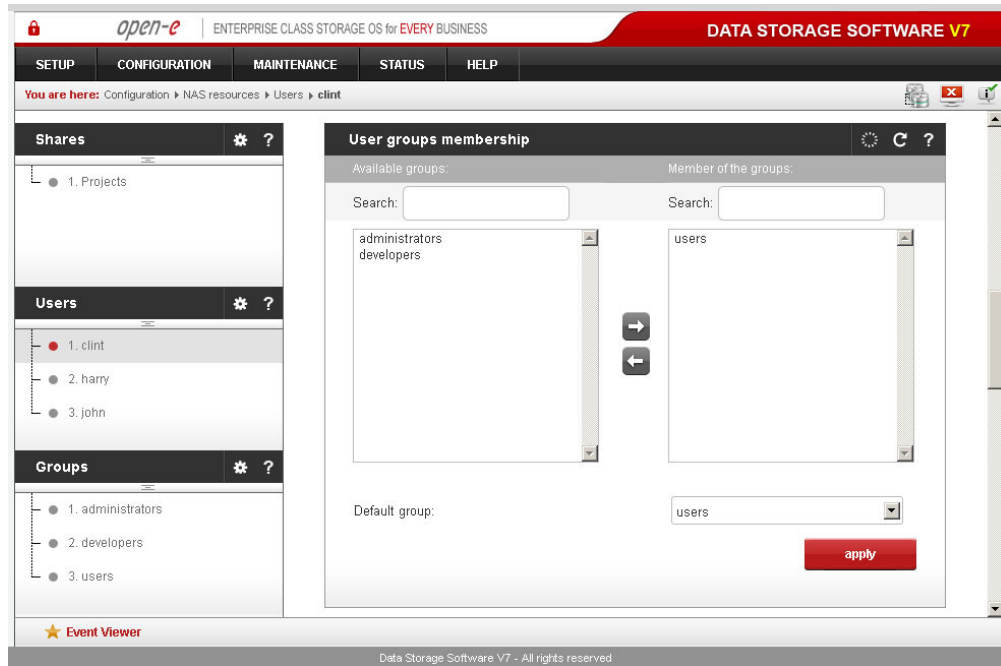 open-e ENTERPRISE CLASS STORAGE OS for EVERY BUSINESS
DATA STORAGE SOFTWARE V7
SETUP CONFIGURATION MAINTENANCE STATUS HELP
You are here: Configuration NAS resources Users clint
Shares ?
1. Projects
Users ?
1. clint
2. harry
3. john
Groups ?
1. administrators
2. developers
3. users
User groups membership ?
Available groups: Member of the groups:
Search: Search:
administrators users
developers
Default group: users
apply
Event Viewer
Data Storage Software V7 - All rights reserved